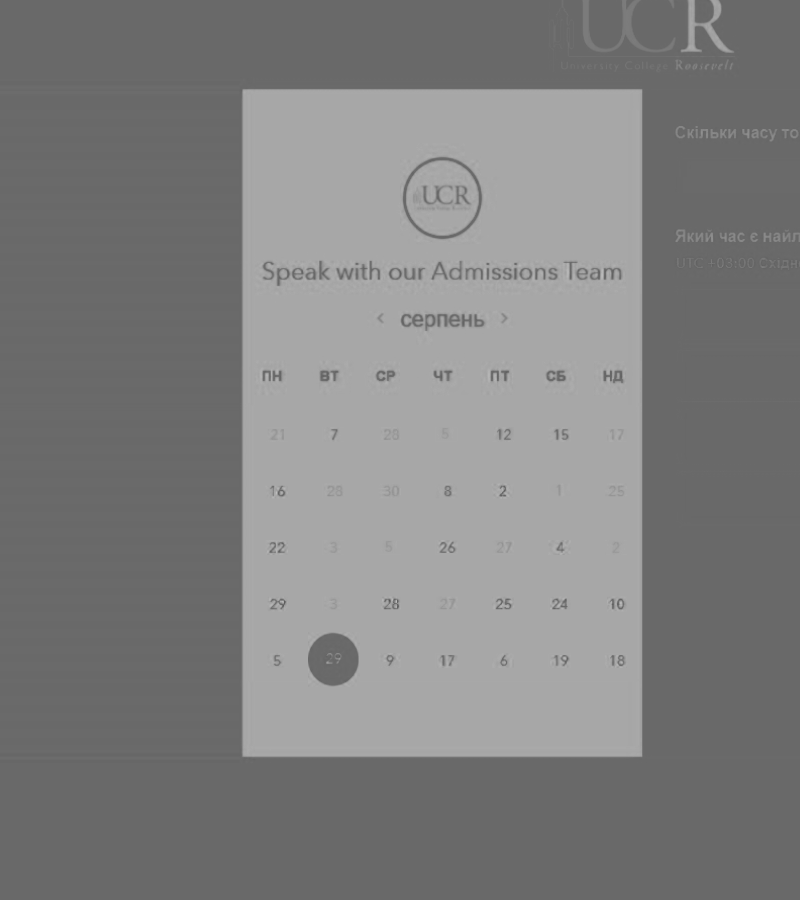 UCR
University College Roosevelt
UCR
Speak with our Admissions Team
< серпень >
ПН ВТ СР ЧТ ПТ СБ НД
21 7 28 5 12 15 17
16 28 30 8 2 1 25
22 3 5 26 27 4 2
29 3 28 27 25 24 10
5 29 9 17 6 19 18
Скільки часу то
Який час є найл
UTC +03:00 Східн